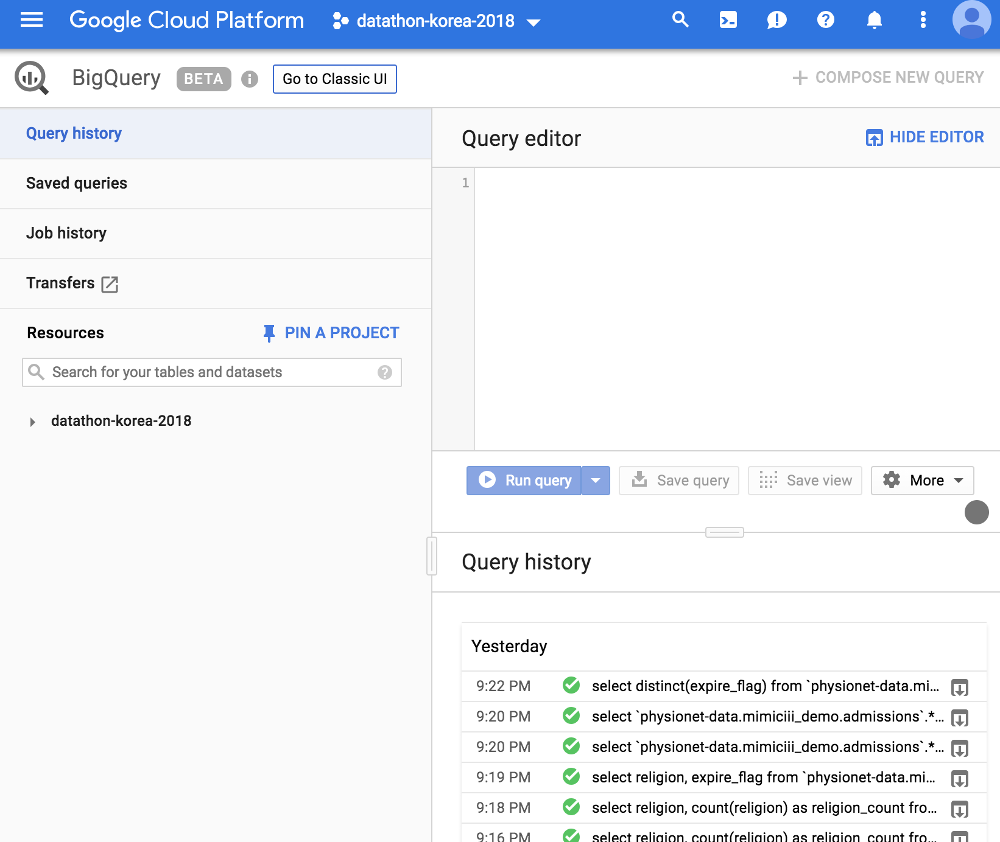 Google Cloud Platform datathon-korea-2018
BigQuery BETA Go to Classic UI COMPOSE NEW QUERY
Query history
Saved queries
Job history
Transfers
Resources PIN A PROJECT
Search for your tables and datasets
datathon-korea-2018
Query editor HIDE EDITOR
1
Run query Save query Save view More
Query history
Yesterday
9:22 PM select distinct(expire_flag) from `physionet-data.mi...
9:20 PM select `physionet-data.mimiciii_demo.admissions`.*...
9:20 PM select `physionet-data.mimiciii_demo.admissions`.*...
9:19 PM select religion, expire_flag from `physionet-data.mi...
9:18 PM select religion, count(religion) as religion_count fro...
9:16 PM select religion, count(religion) as religion_count fro...